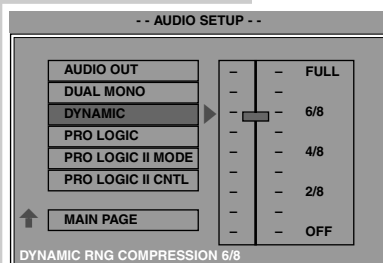 - - AUDIO SETUP - -
AUDIO OUT
DUAL MONO
DYNAMIC
PRO LOGIC
PRO LOGIC II MODE
PRO LOGIC II CNTL
MAIN PAGE
FULL
6/8
4/8
2/8
OFF
DYNAMIC RNG COMPRESSION 6/8